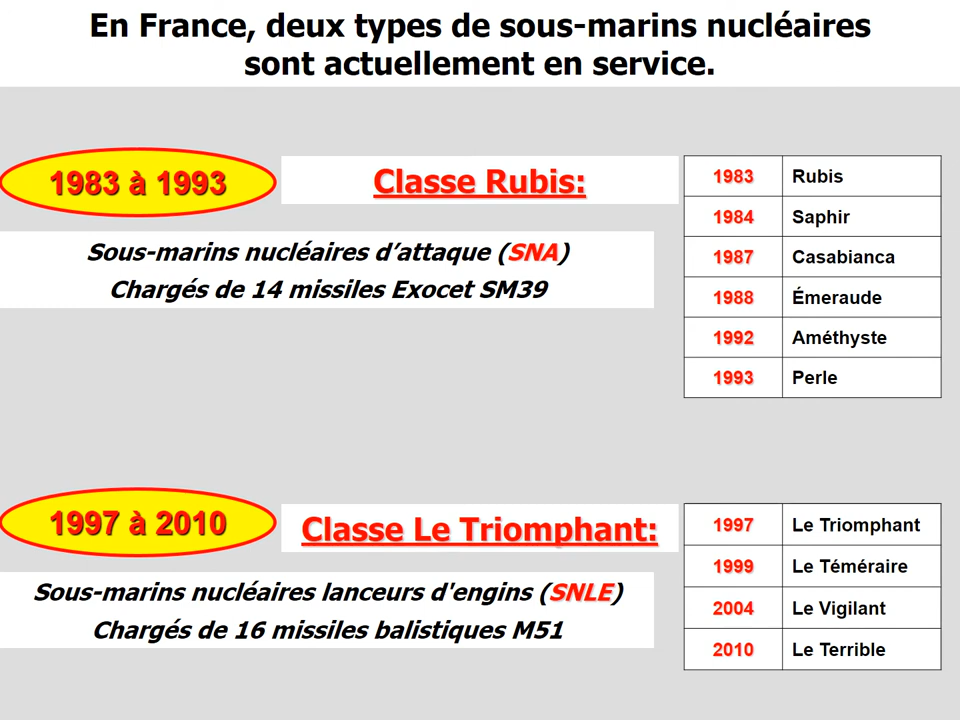 En France, deux types de sous-marins nucléaires
sont actuellement en service.
1983 à 1993
Classe Rubis:
Sous-marins nucléaires d’attaque (SNA)
Chargés de 14 missiles Exocet SM39
1983 Rubis
1984 Saphir
1987 Casabianca
1988 Émeraude
1992 Améthyste
1993 Perle
1997 à 2010
Classe Le Triomphant:
Sous-marins nucléaires lanceurs d'engins (SNLE)
Chargés de 16 missiles balistiques M51
1997 Le Triomphant
1999 Le Téméraire
2004 Le Vigilant
2010 Le Terrible